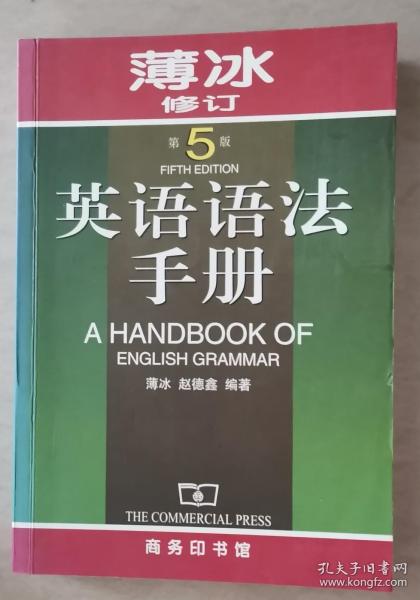 薄冰
修订
第5版
FIFTH EDITION
英语语法
手册
A HANDBOOK OF
ENGLISH GRAMMAR
薄冰 赵德鑫 编著
THE COMMERCIAL PRESS
商务印书馆
孔夫子旧书网
www.kongfz.com